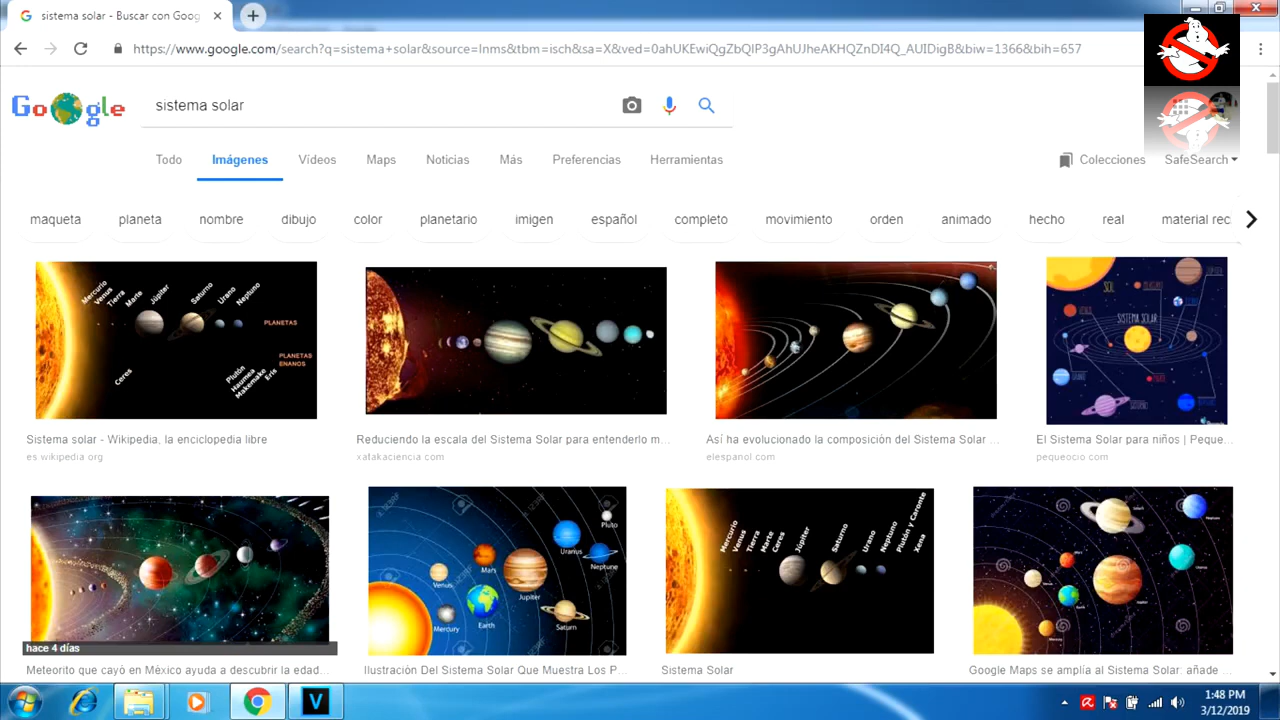 sistema solar - Buscar con Goog
https://www.google.com/search?q=sistema+solar&source=lnms&tbm=isch&sa=X&ved=0ahUKEwiQgZbQlP3gAhUJheAKHQZnDI4Q_AUIDigB&biw=1366&bih=657
Google
sistema solar
Todo Imágenes Vídeos Maps Noticias Más Preferencias Herramientas Colecciones SafeSearch
maqueta planeta nombre dibujo color planetario imigen español completo movimiento orden animado hecho real material reci
Mercurio Venus Tierra Marte Júpiter Saturno Urano Neptuno
PLANETAS
PLANETAS
ENANOS
Ceres Plutón Haumea Makemake Eris
SOL
SISTEMA SOLAR
Sistema solar - Wikipedia, la enciclopedia libre
es.wikipedia.org
Reduciendo la escala del Sistema Solar para entenderlo m...
xatakaciencia.com
Así ha evolucionado la composición del Sistema Solar ...
elespanol.com
El Sistema Solar para niños | Peque...
pequeocio.com
hace 4 días
Meteorito que cayó en México ayuda a descubrir la edad...
Venus Mercury Mars Earth Jupiter Saturn Uranus Neptune Pluto
Ilustración Del Sistema Solar Que Muestra Los P...
Mercurio Venus Tierra Marte Ceres Júpiter Saturno Urano Neptuno Plutón y Caronte Xena
Sistema Solar
Google Maps se amplía al Sistema Solar: añade ...
1:48 PM
3/12/2019